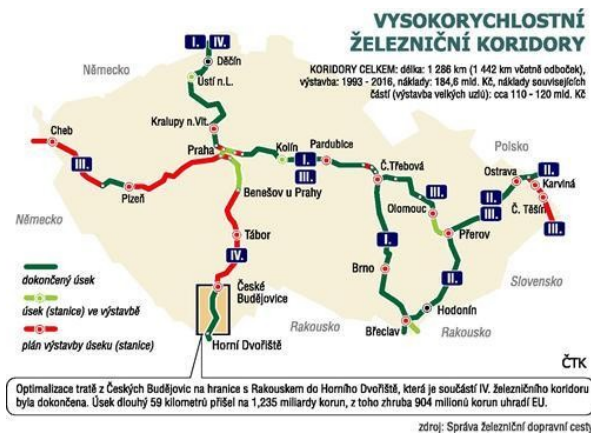 VYSOKORYCHLOSTNÍ
ŽELEZNIČNÍ KORIDORY
KORIDORY CELKEM: délka: 1 286 km (1 442 km včetně odboček),
výstavba: 1993 - 2016, náklady: 184,6 mld. Kč, náklady souvisejících
částí (výstavba velkých uzlů): cca 110 - 120 mld. Kč
I. IV.
Děčín
Německo
Ústí n.L.
Kralupy n.Vlt.
Cheb
Praha
Kolín
I.
III.
Pardubice
Polsko
III.
Č.Třebová
Ostrava
II.
Karviná
Plzeň
Benešov u Prahy
III.
Olomouc
II.
III.
Č. Těšín
III.
Německo
Tábor
I.
Přerov
IV.
Brno
II.
Slovensko
České
Budějovice
Hodonín
Rakousko
Břeclav
Rakousko
Horní Dvořiště
dokončený úsek
úsek (stanice) ve výstavbě
plán výstavby úseku (stanice)
ČTK
Optimalizace tratě z Českých Budějovic na hranice s Rakouskem do Horního Dvořiště, která je součástí IV. železničního koridoru
byla dokončena. Úsek dlouhý 59 kilometrů přišel na 1,235 miliardy korun, z toho zhruba 904 milionů korun uhradí EU.
zdroj: Správa železniční dopravní cesty